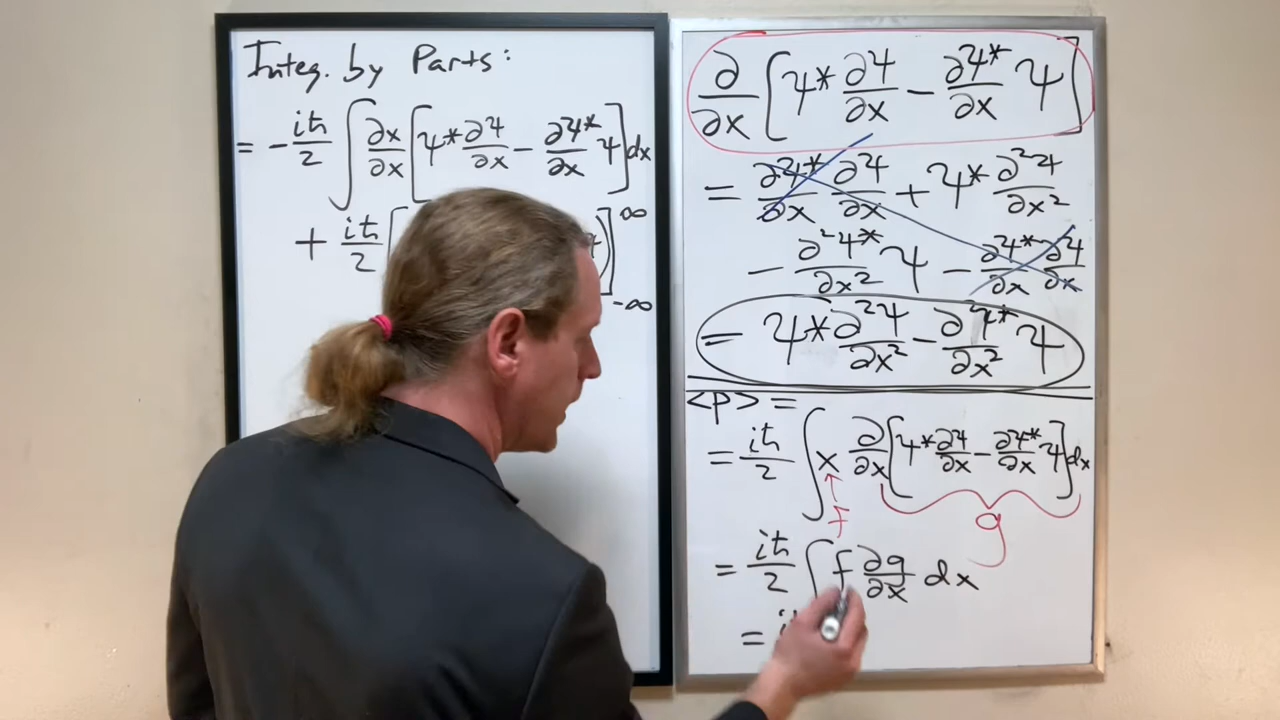 Integ. by Parts:
= - iħ/2 ∫ ∂x/∂x [Ψ* ∂Ψ/∂x - ∂Ψ*/∂x Ψ] dx
+ iħ/2 [ ) ]^∞_-∞
∂/∂x [Ψ* ∂Ψ/∂x - ∂Ψ*/∂x Ψ]
= ∂Ψ*/∂x ∂Ψ/∂x + Ψ* ∂²Ψ/∂x²
- ∂²Ψ*/∂x² Ψ - ∂Ψ*/∂x ∂Ψ/∂x
= Ψ* ∂²Ψ/∂x² - ∂²Ψ*/∂x² Ψ
<p> =
= iħ/2 ∫ x ∂/∂x [Ψ* ∂Ψ/∂x - ∂Ψ*/∂x Ψ] dx
f
g
= iħ/2 ∫ f ∂g/∂x dx
=